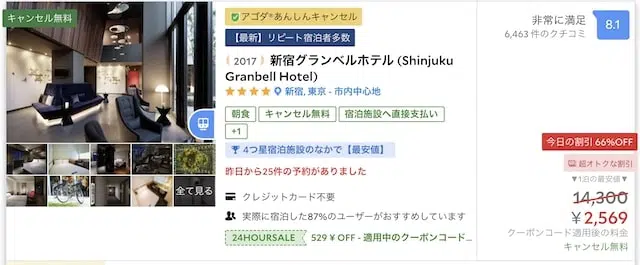 キャンセル無料
全て見る
アゴダ®あんしんキャンセル
【最新】リピート宿泊者多数
( 2017 ) 新宿グランベルホテル (Shinjuku
Granbell Hotel)
新宿, 東京 - 市内中心地
朝食
キャンセル無料
宿泊施設へ直接支払い
+1
4つ星宿泊施設のなかで【最安値】
昨日から25件の予約がありました
クレジットカード不要
実際に宿泊した87%のユーザーがおすすめしています
24HOURSALE
529 ¥ OFF - 適用中のクーポンコード...
非常に満足
6,463 件のクチコミ
8.1
今日の割引 66%OFF
超オトクな割引
▼1泊の最安値▼
14,300
¥2,569
クーポンコード適用後の料金
キャンセル無料